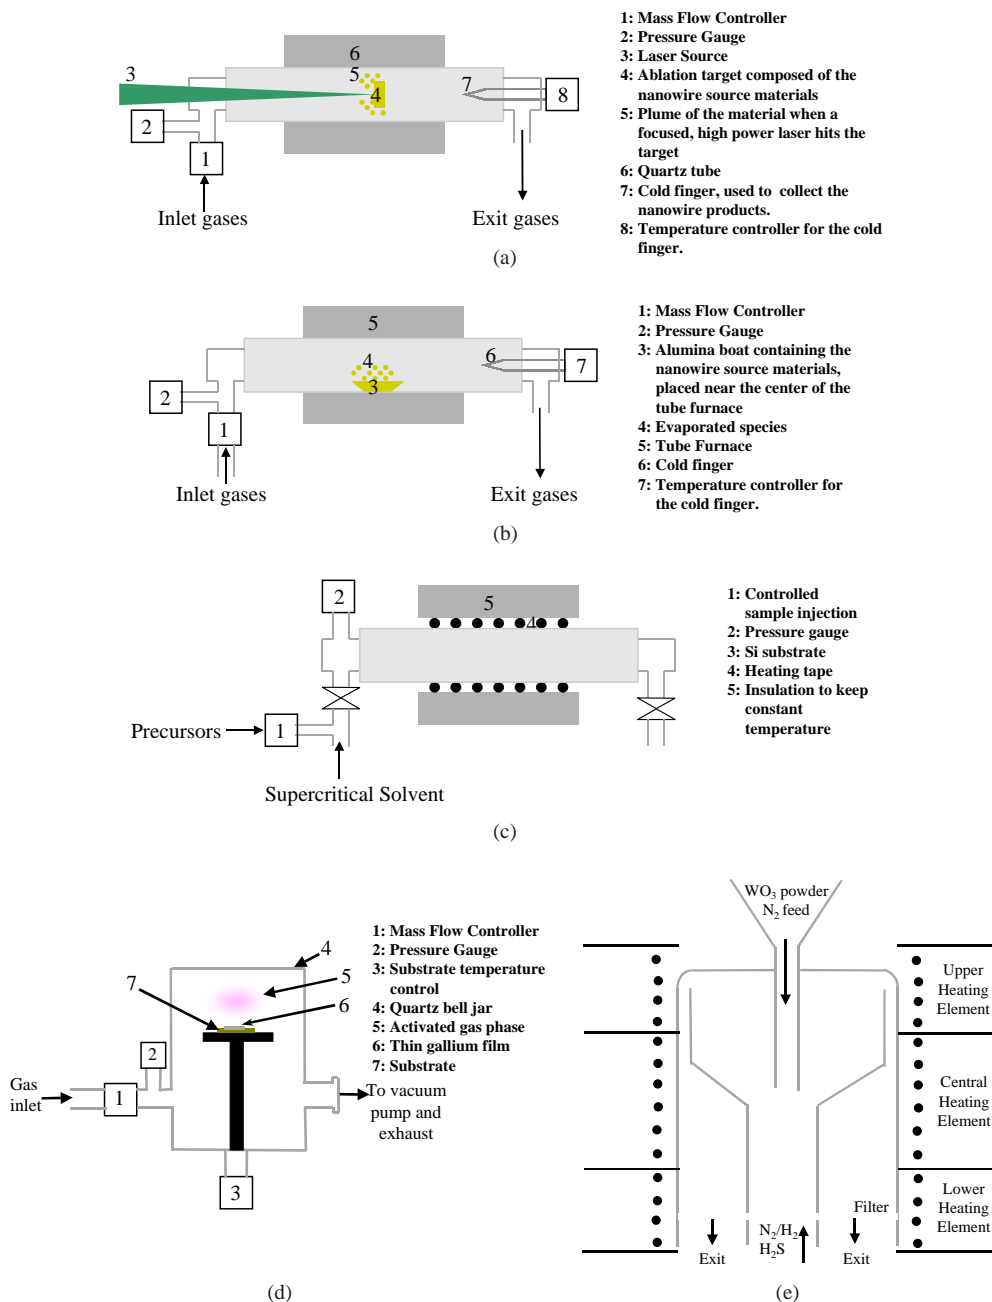 1: Mass Flow Controller
2: Pressure Gauge
3: Laser Source
4: Ablation target composed of the
nanowire source materials
5: Plume of the material when a
focused, high power laser hits the
target
6: Quartz tube
7: Cold finger, used to collect the
nanowire products.
8: Temperature controller for the cold
finger.
3
6
5
4
7
8
2
1
Inlet gases
Exit gases
(a)
1: Mass Flow Controller
2: Pressure Gauge
3: Alumina boat containing the
nanowire source materials,
placed near the center of the
tube furnace
4: Evaporated species
5: Tube Furnace
6: Cold finger
7: Temperature controller for
the cold finger.
5
4
3
6
7
2
1
Inlet gases
Exit gases
(b)
1: Controlled
sample injection
2: Pressure gauge
3: Si substrate
4: Heating tape
5: Insulation to keep
constant
temperature
2
5
4
Precursors
1
Supercritical Solvent
(c)
1: Mass Flow Controller
2: Pressure Gauge
3: Substrate temperature
control
4: Quartz bell jar
5: Activated gas phase
6: Thin gallium film
7: Substrate
4
7
5
6
2
Gas
inlet
1
To vacuum
pump and
exhaust
3
(d)
WO₃ powder
N₂ feed
Upper
Heating
Element
Central
Heating
Element
Lower
Heating
Element
Filter
N₂/H₂
H₂S
Exit
Exit
(e)